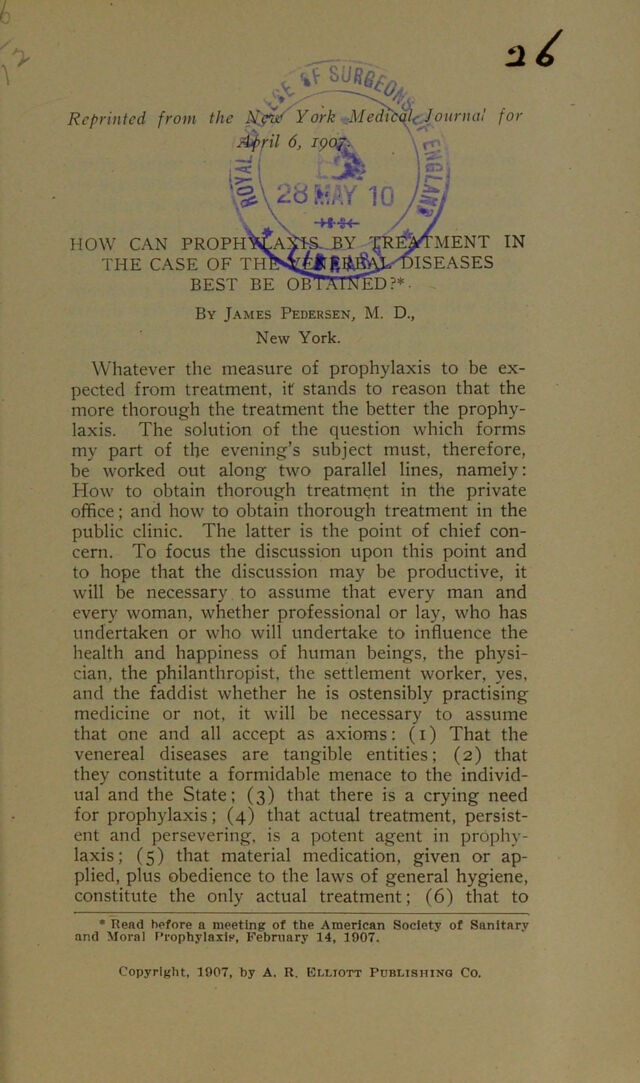 26
Reprinted from the New York Medical Journal for
April 6, 1907.
ROYAL COLLEGE OF SURGEONS OF ENGLAND
28 MAY 10
LIBRARY
HOW CAN PROPHYLAXIS BY TREATMENT IN
THE CASE OF THE VENEREAL DISEASES
BEST BE OBTAINED?*.
By James Pedersen, M. D.,
New York.
Whatever the measure of prophylaxis to be ex-
pected from treatment, it stands to reason that the
more thorough the treatment the better the prophy-
laxis. The solution of the question which forms
my part of the evening's subject must, therefore,
be worked out along two parallel lines, namely:
How to obtain thorough treatment in the private
office; and how to obtain thorough treatment in the
public clinic. The latter is the point of chief con-
cern. To focus the discussion upon this point and
to hope that the discussion may be productive, it
will be necessary to assume that every man and
every woman, whether professional or lay, who has
undertaken or who will undertake to influence the
health and happiness of human beings, the physi-
cian, the philanthropist, the settlement worker, yes,
and the faddist whether he is ostensibly practising
medicine or not, it will be necessary to assume
that one and all accept as axioms: (1) That the
venereal diseases are tangible entities; (2) that
they constitute a formidable menace to the individ-
ual and the State; (3) that there is a crying need
for prophylaxis; (4) that actual treatment, persist-
ent and persevering, is a potent agent in prophy-
laxis; (5) that material medication, given or ap-
plied, plus obedience to the laws of general hygiene,
constitute the only actual treatment; (6) that to
* Read before a meeting of the American Society of Sanitary
and Moral Prophylaxis, February 14, 1907.
Copyright, 1907, by A. R. Elliott Publishing Co.